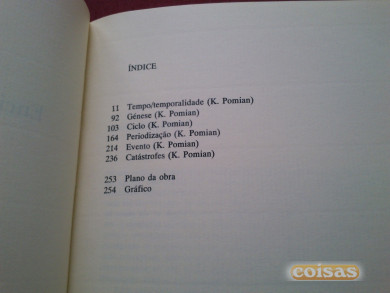 ÍNDICE
11 Tempo/temporalidade (K. Pomian)
92 Génese (K. Pomian)
103 Ciclo (K. Pomian)
164 Periodização (K. Pomian)
214 Evento (K. Pomian)
236 Catástrofes (K. Pomian)
253 Plano da obra
254 Gráfico
coisas